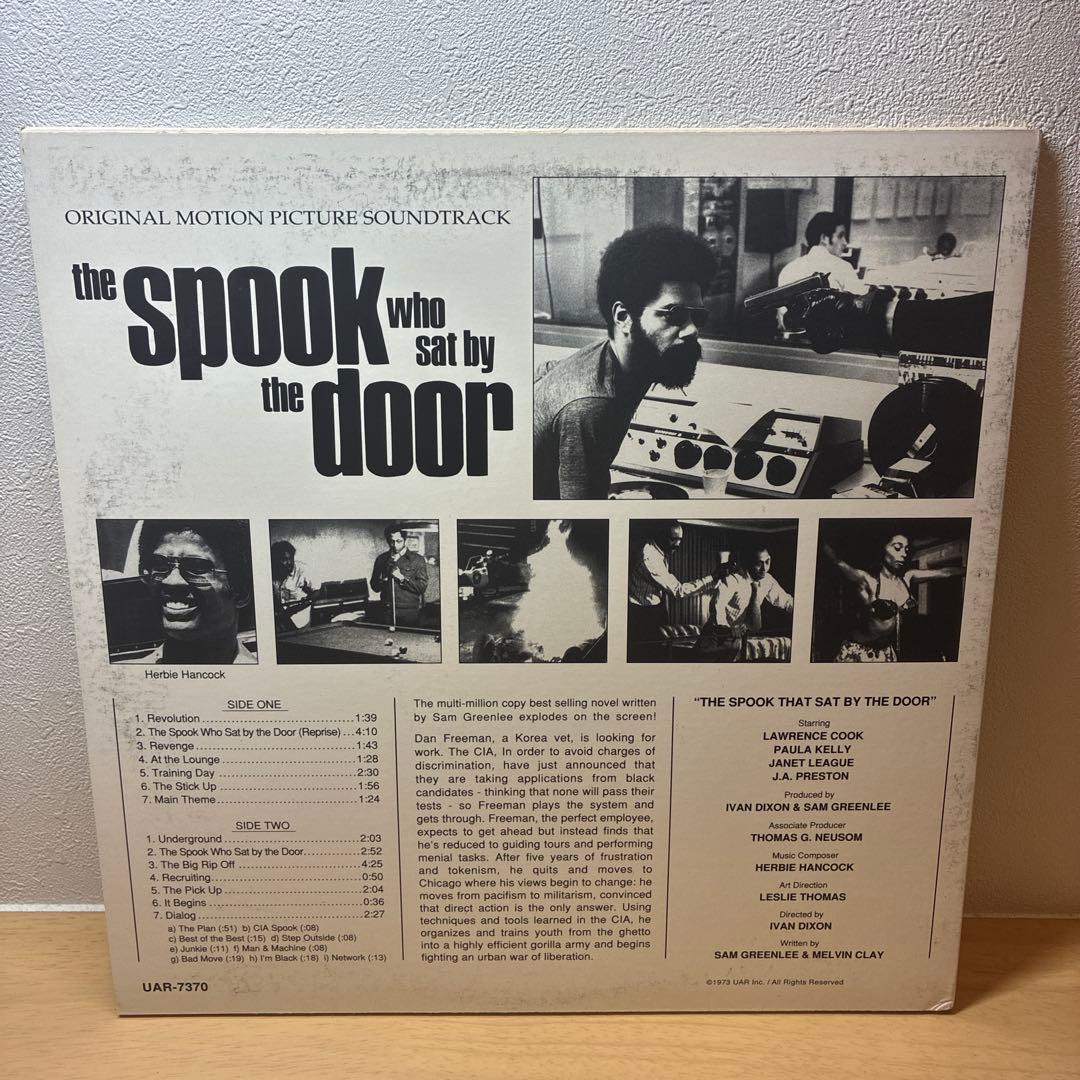 ORIGINAL MOTION PICTURE SOUNDTRACK
the spook who
sat by
the door
Herbie Hancock
SIDE ONE
1. Revolution ..........................1:39
2. The Spook Who Sat by the Door (Reprise) ...4:10
3. Revenge ..........................1:43
4. At the Lounge ..........................1:28
5. Training Day ..........................2:30
6. The Stick Up ..........................1:56
7. Main Theme ..........................1:24
SIDE TWO
1. Underground ..........................2:03
2. The Spook Who Sat by the Door ............2:52
3. The Big Rip Off ..........................4:25
4. Recruiting ..........................0:50
5. The Pick Up ..........................2:04
6. It Begins ..........................0:36
7. Dialog ..........................2:27
a) The Plan (:51) b) CIA Spook (:08)
c) Best of the Best (:15) d) Step Outside (:08)
e) Junkie (:11) f) Man & Machine (:08)
g) Bad Move (:19) h) I'm Black (:18) i) Network (:13)
UAR-7370
The multi-million copy best selling novel written
by Sam Greenlee explodes on the screen!
Dan Freeman, a Korea vet, is looking for
work. The CIA, In order to avoid charges of
discrimination, have just announced that
they are taking applications from black
candidates - thinking that none will pass their
tests - so Freeman plays the system and
gets through. Freeman, the perfect employee,
expects to get ahead but instead finds that
he's reduced to guiding tours and performing
menial tasks. After five years of frustration
and tokenism, he quits and moves to
Chicago where his views begin to change: he
moves from pacifism to militarism, convinced
that direct action is the only answer. Using
techniques and tools learned in the CIA, he
organizes and trains youth from the ghetto
into a highly efficient gorilla army and begins
fighting an urban war of liberation.
"THE SPOOK THAT SAT BY THE DOOR"
Starring
LAWRENCE COOK
PAULA KELLY
JANET LEAGUE
J.A. PRESTON
Produced by
IVAN DIXON & SAM GREENLEE
Associate Producer
THOMAS G. NEUSOM
Music Composer
HERBIE HANCOCK
Art Direction
LESLIE THOMAS
Directed by
IVAN DIXON
Written by
SAM GREENLEE & MELVIN CLAY
©1973 UAR Inc. / All Rights Reserved